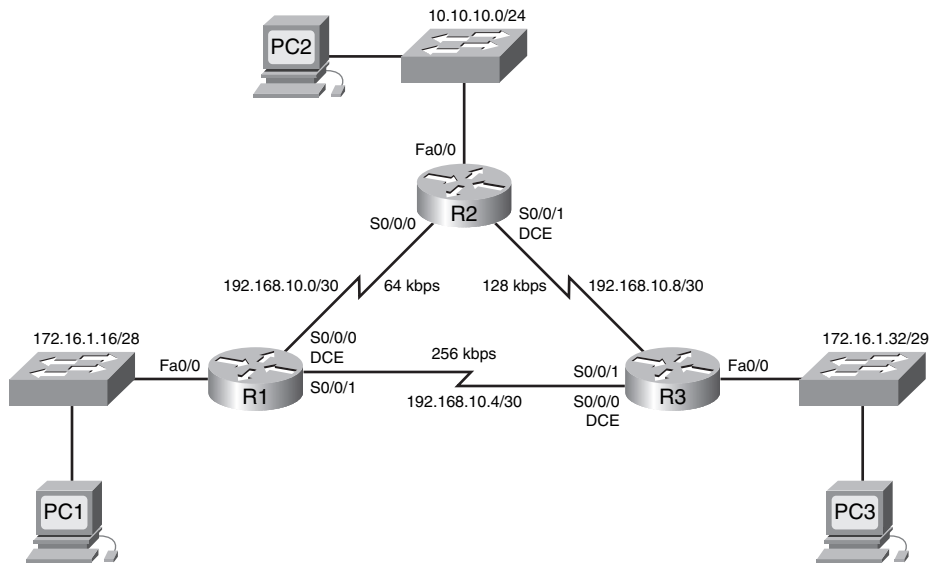 10.10.10.0/24
PC2
Fa0/0
R2
S0/0/0
S0/0/1
DCE
192.168.10.0/30
64 kbps
128 kbps
192.168.10.8/30
172.16.1.16/28
Fa0/0
S0/0/0
DCE
R1
S0/0/1
256 kbps
192.168.10.4/30
S0/0/1
S0/0/0
DCE
R3
Fa0/0
172.16.1.32/29
PC1
PC3